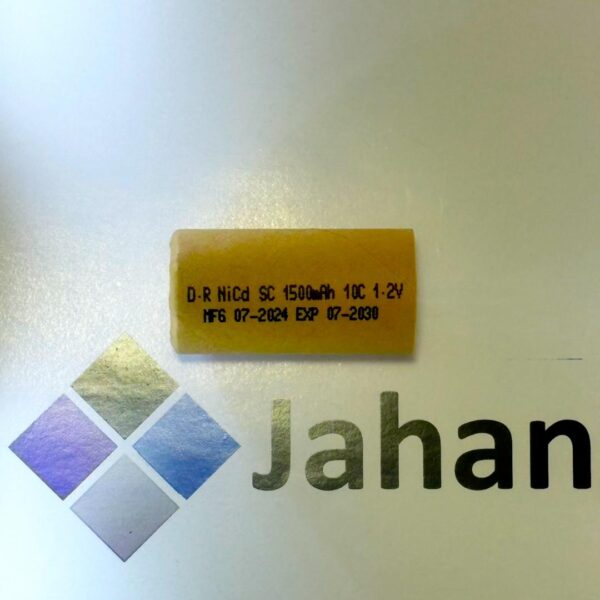 D·R NiCd SC 1500mAh 10C 1·2V
MFG 07-2024 EXP 07-2030
Jahan